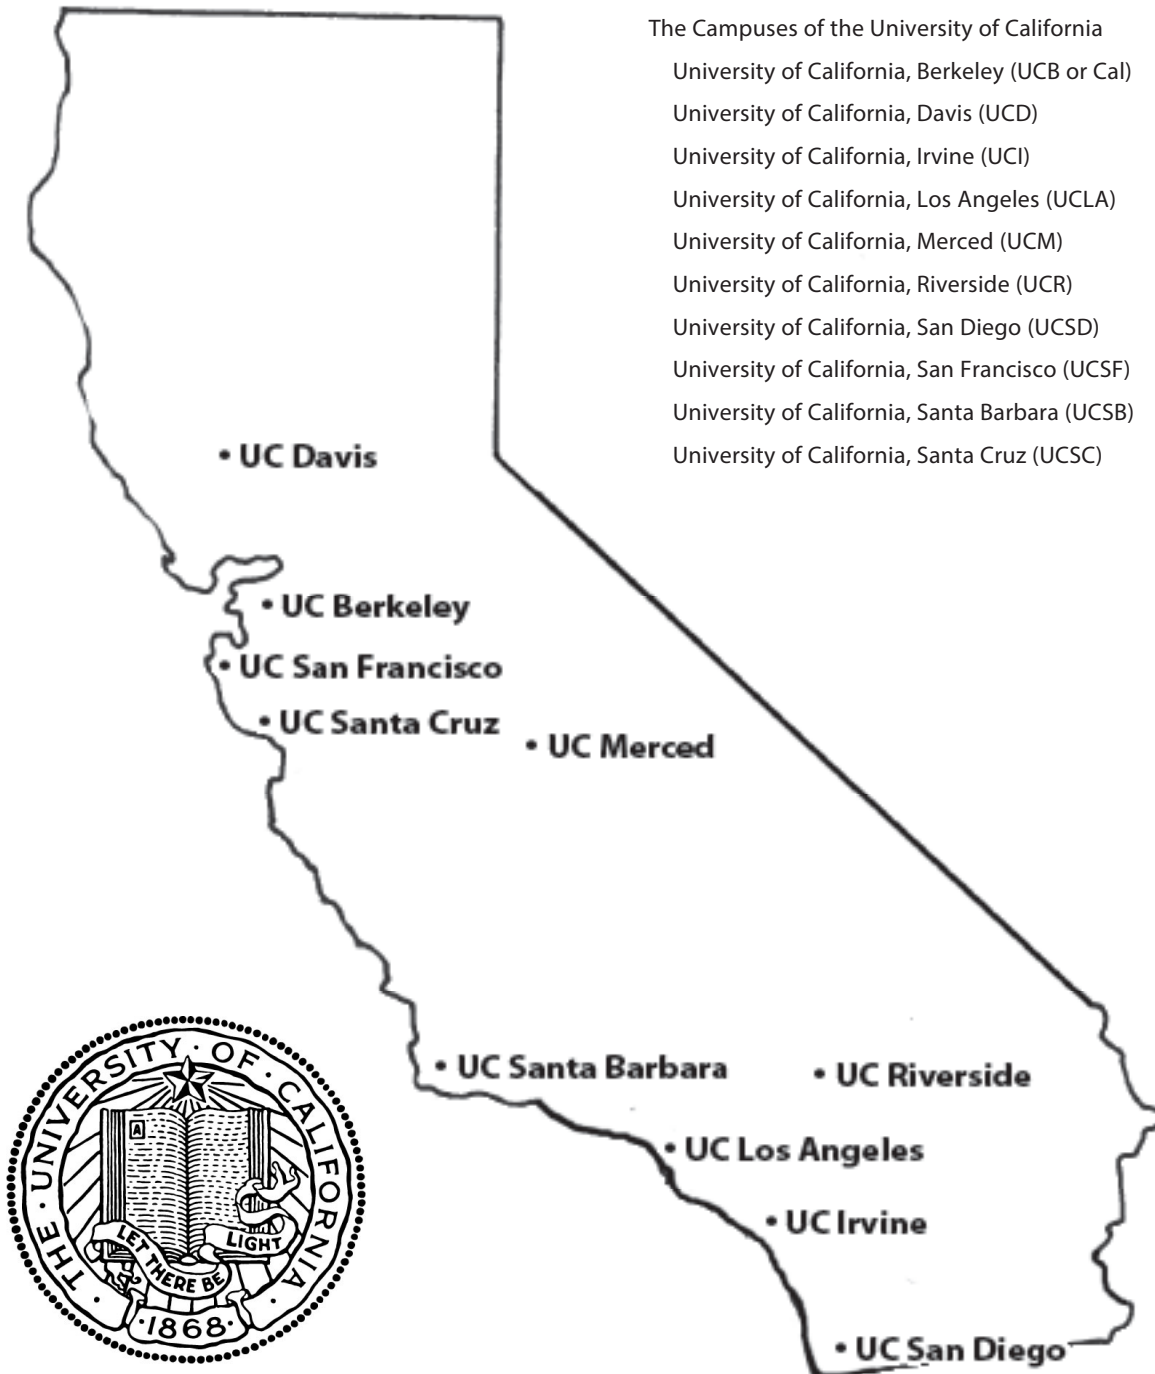 The Campuses of the University of California
University of California, Berkeley (UCB or Cal)
University of California, Davis (UCD)
University of California, Irvine (UCI)
University of California, Los Angeles (UCLA)
University of California, Merced (UCM)
University of California, Riverside (UCR)
University of California, San Diego (UCSD)
University of California, San Francisco (UCSF)
University of California, Santa Barbara (UCSB)
University of California, Santa Cruz (UCSC)
• UC Davis
• UC Berkeley
• UC San Francisco
• UC Santa Cruz
• UC Merced
• UC Santa Barbara
• UC Riverside
• UC Los Angeles
• UC Irvine
• UC San Diego
· THE · UNIVERSITY · OF · CALIFORNIA ·
A
LET THERE BE
LIGHT
·1868·